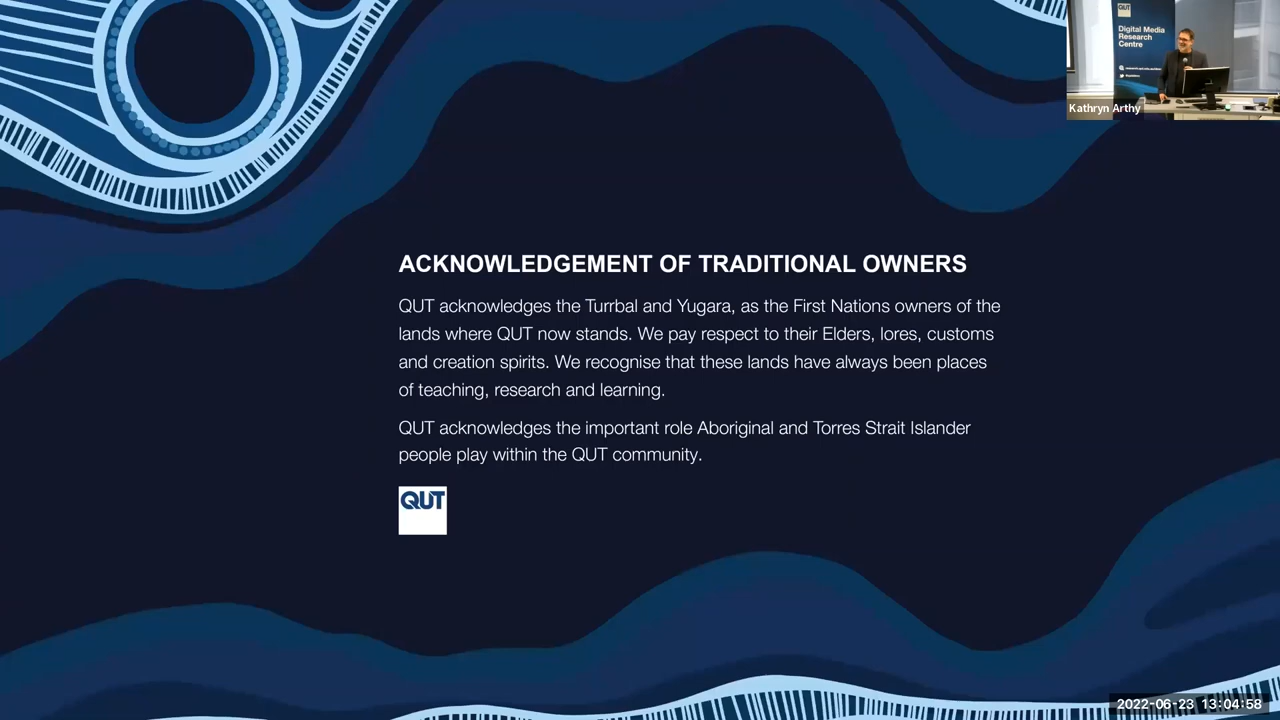 QUT
Digital Media
Research
Centre
Kathryn Arthy
ACKNOWLEDGEMENT OF TRADITIONAL OWNERS
QUT acknowledges the Turrbal and Yugara, as the First Nations owners of the
lands where QUT now stands. We pay respect to their Elders, lores, customs
and creation spirits. We recognise that these lands have always been places
of teaching, research and learning.
QUT acknowledges the important role Aboriginal and Torres Strait Islander
people play within the QUT community.
QUT
2022-06-23 13:04:58